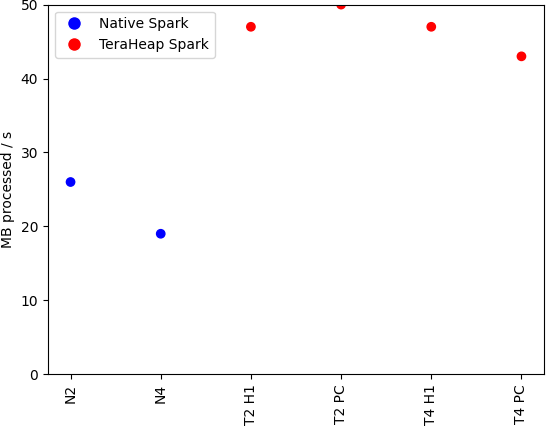 50
40
30
20
10
0
MB processed / s
Native Spark
TeraHeap Spark
N2
N4
T2 H1
T2 PC
T4 H1
T4 PC